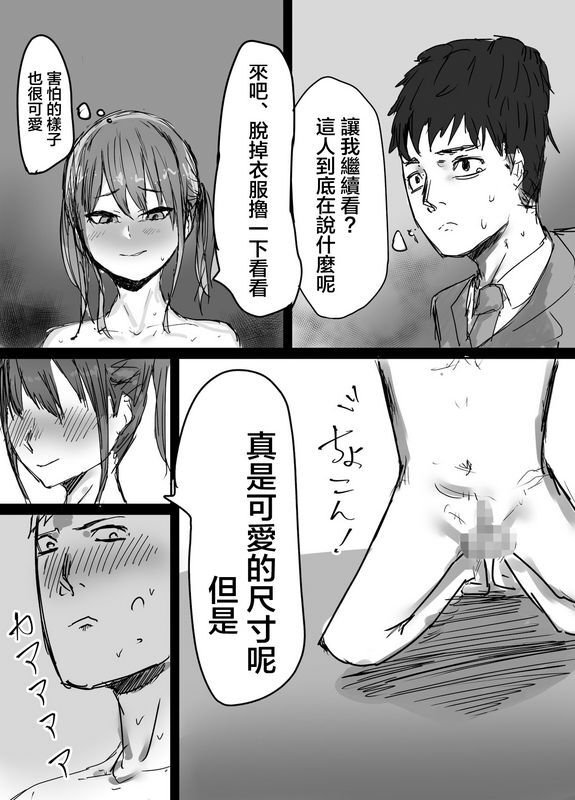 讓我繼續看？
這人到底在說什麼呢
來吧、脫掉衣服擼一下看看
害怕的樣子
也很可愛
ちょこん！
真是可愛的尺寸呢
但是
カアアアアア